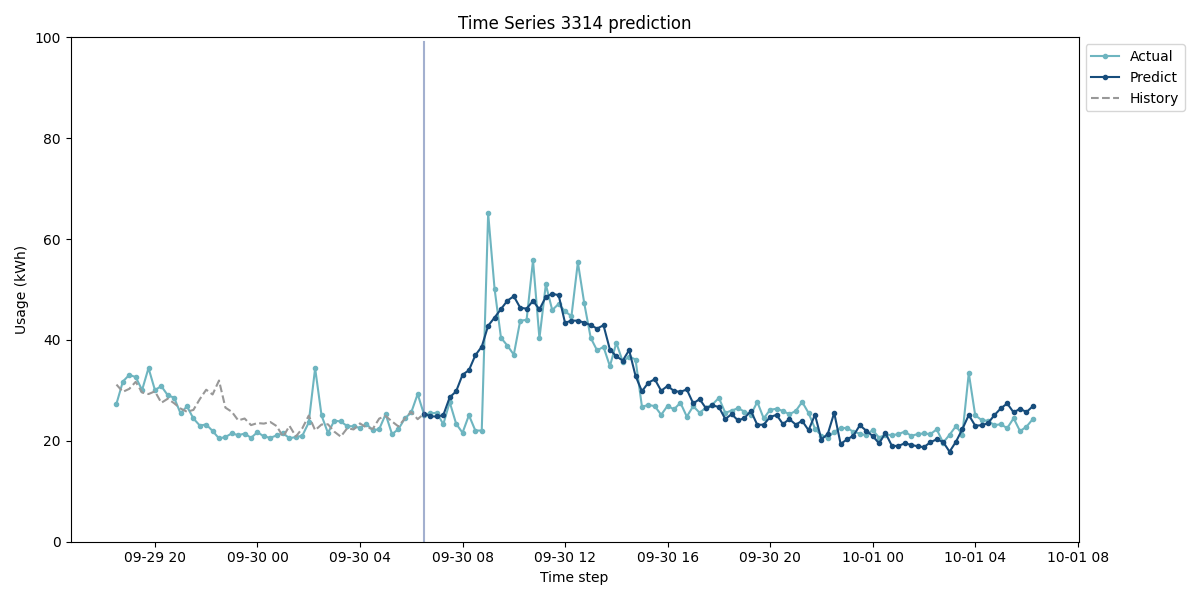 Time Series 3314 prediction
100
80
60
40
20
0
Usage (kWh)
09-29 20
09-30 00
09-30 04
09-30 08
09-30 12
09-30 16
09-30 20
10-01 00
10-01 04
10-01 08
Time step
Actual
Predict
History